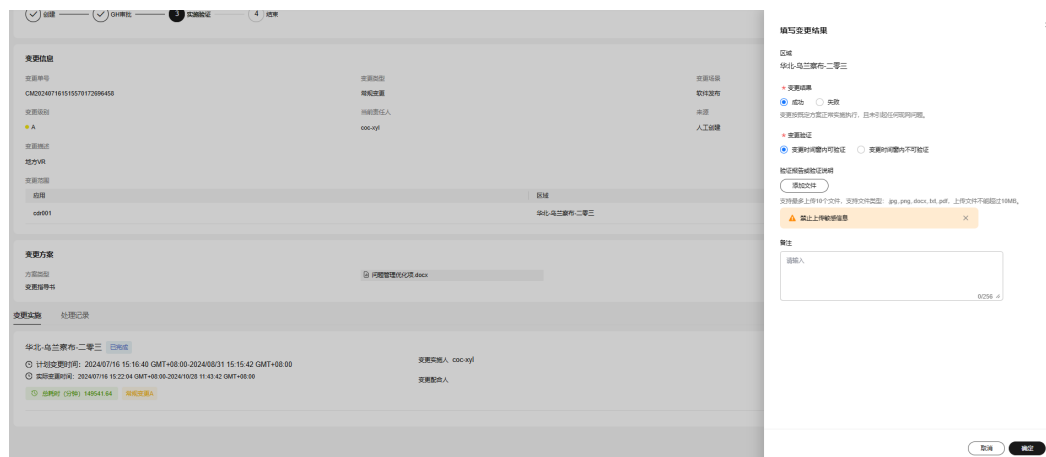 创建
GH审批
3
实施验证
4
结束
变更信息
变更单号
变更类型
变更场景
CM20240716151557017269645​8
常规变更
软件发布
变更级别
当前责任人
来源
A
coc-xyl
人工创建
变更描述
地方VR
变更范围
应用
区域
cdr601
华北-乌兰察布-二零三
变更方案
方案类型
问题管理优化项.docx
变更指导书
变更实施
处理记录
华北-乌兰察布-二零三
已完成
变更实施人 coc-xyl
计划变更时间：2024/07/16 15:16:40 GMT+08:00-2024/08/31 15:15:42 GMT+08:00
实际变更时间：2024/07/16 15:22:04 GMT+08:00-2024/10/28 11:43:42 GMT+08:00
变更配合人
总耗时（分钟）149541.64
常规变更A
填写变更结果
区域
华北-乌兰察布-二零三
* 变更结果
成功
失败
变更按既定方案正常实施执行，且未引起任何现网问题。
* 变更验证
变更时间窗内可验证
变更时间窗内不可验证
验证报告或验证说明
添加文件
支持最多上传10个文件，支持文件类型: .jpg,.png,.docx,.txt,.pdf，上传文件不能超过10MB。
禁止上传敏感信息
备注
请输入
0/256
取消
确定